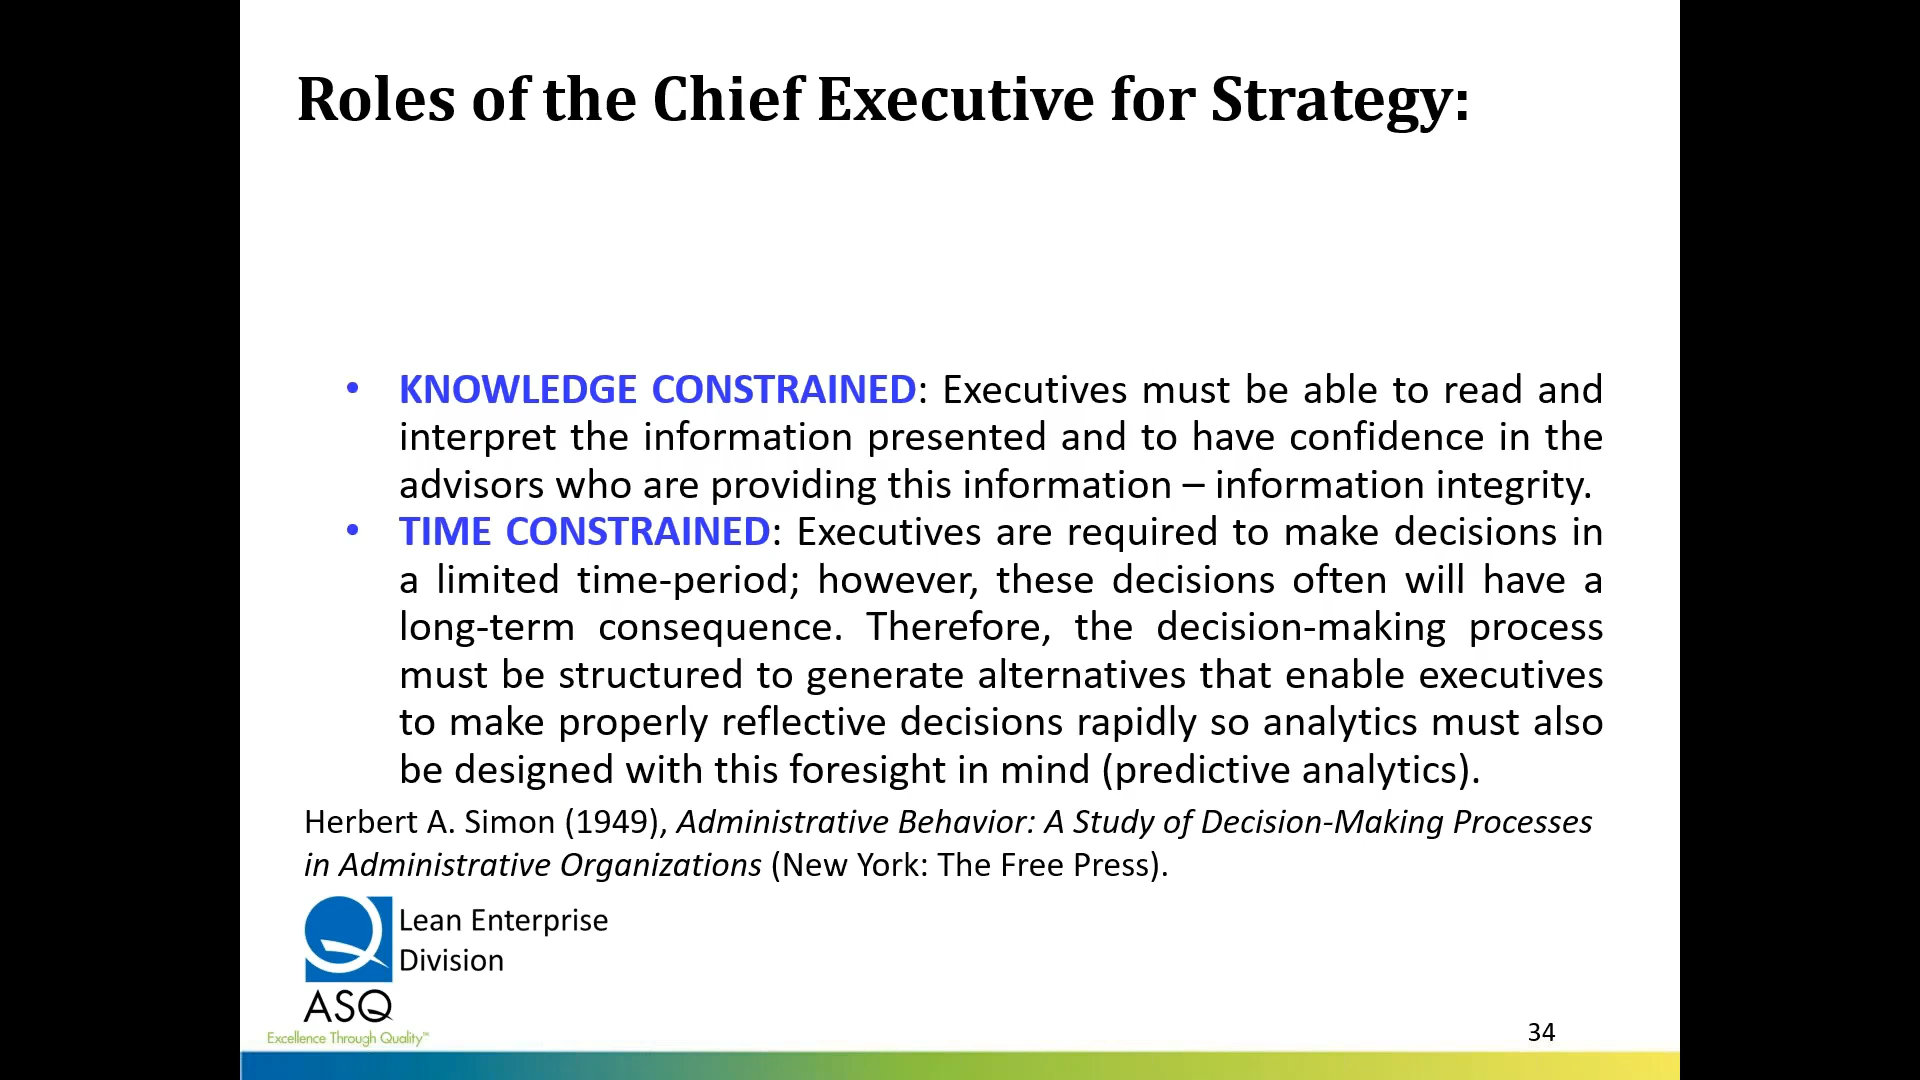 Roles of the Chief Executive for Strategy:
• KNOWLEDGE CONSTRAINED: Executives must be able to read and
interpret the information presented and to have confidence in the
advisors who are providing this information – information integrity.
• TIME CONSTRAINED: Executives are required to make decisions in
a limited time-period; however, these decisions often will have a
long-term consequence. Therefore, the decision-making process
must be structured to generate alternatives that enable executives
to make properly reflective decisions rapidly so analytics must also
be designed with this foresight in mind (predictive analytics).
Herbert A. Simon (1949), Administrative Behavior: A Study of Decision-Making Processes
in Administrative Organizations (New York: The Free Press).
Lean Enterprise
Division
ASQ
Excellence Through Quality™
34